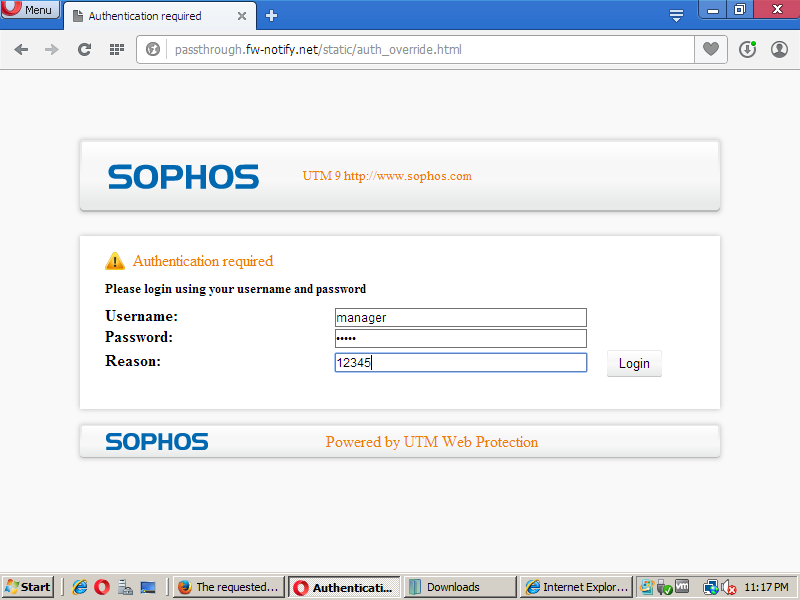 Menu
Authentication required
passthrough.fw-notify.net/static/auth_override.html
SOPHOS
UTM 9 http://www.sophos.com
Authentication required
Please login using your username and password
Username: manager
Password: •••••
Reason: 12345
Login
SOPHOS
Powered by UTM Web Protection
Start The requested... Authenticati... Downloads Internet Explor... 11:17 PM